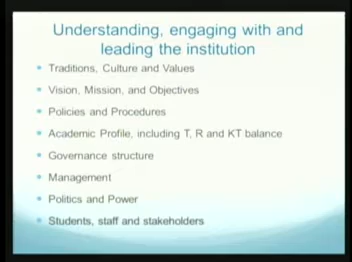 Understanding, engaging with and
leading the institution
Traditions, Culture and Values
Vision, Mission, and Objectives
Policies and Procedures
Academic Profile, including T, R and KT balance
Governance structure
Management
Politics and Power
Students, staff and stakeholders